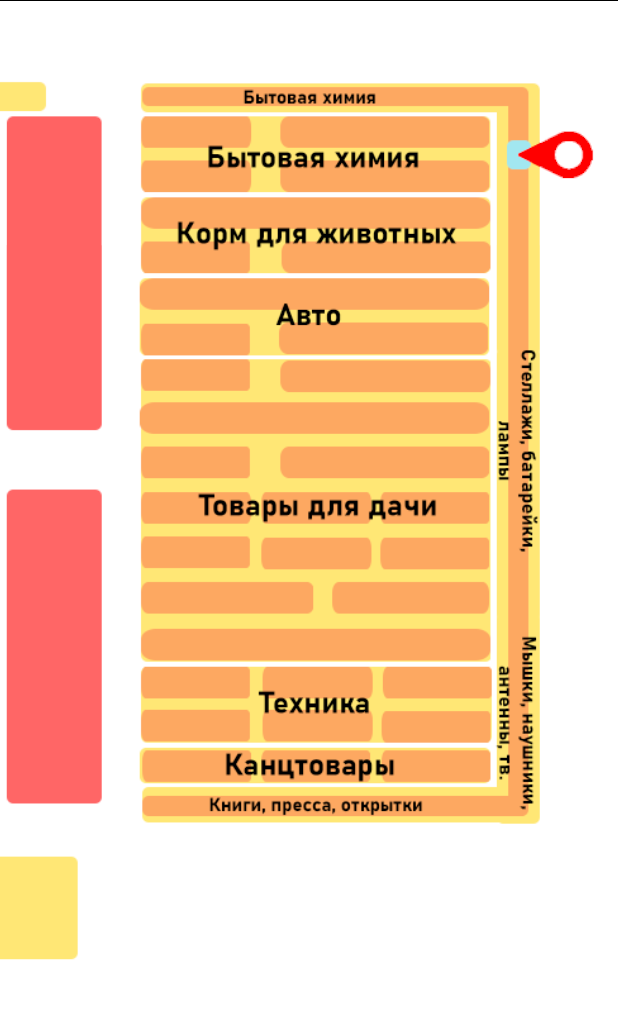 Бытовая химия
Бытовая химия
Корм для животных
Авто
Стеллажи, батарейки,
лампы
Товары для дачи
Мышки, наушники,
антенны, тв.
Техника
Канцтовары
Книги, пресса, открытки